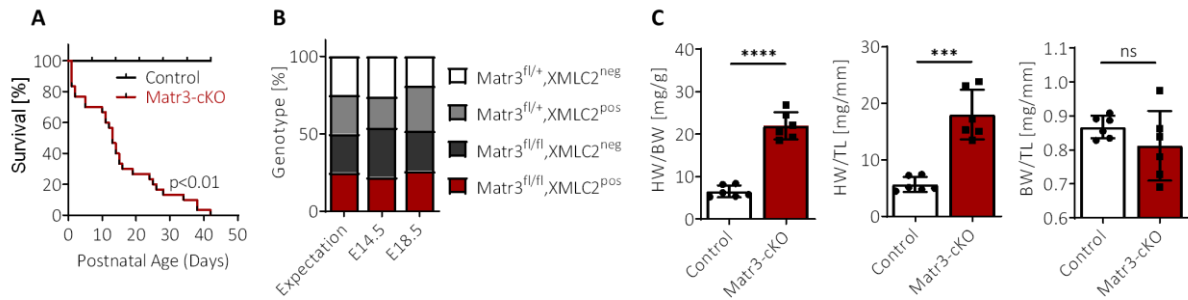 A
Survival [%]
100
80
60
40
20
0
Control
Matr3-cKO
p<0.01
0 10 20 30 40 50
Postnatal Age (Days)
B
Genotype [%]
100
50
0
Expectation
E14.5
E18.5
Matr3fl/+,XMLC2neg
Matr3fl/+,XMLC2pos
Matr3fl/fl,XMLC2neg
Matr3fl/fl,XMLC2pos
C
HW/BW [mg/g]
40
30
20
10
0
****
Control
Matr3-cKO
HW/TL [mg/mm]
30
20
10
0
***
Control
Matr3-cKO
BW/TL [mg/mm]
1.1
1.0
0.9
0.8
0.7
0.6
ns
Control
Matr3-cKO